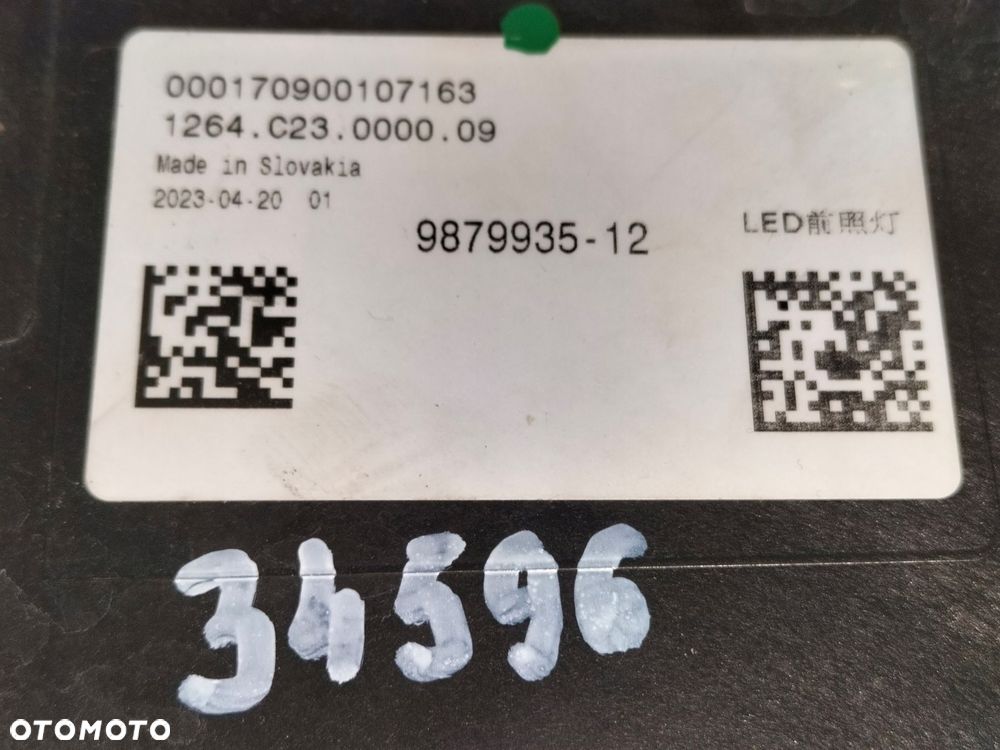 000170900107163
1264.C23.0000.09
Made in Slovakia
2023-04-20 01
9879935-12
LED前照灯
34596
OTOMOTO